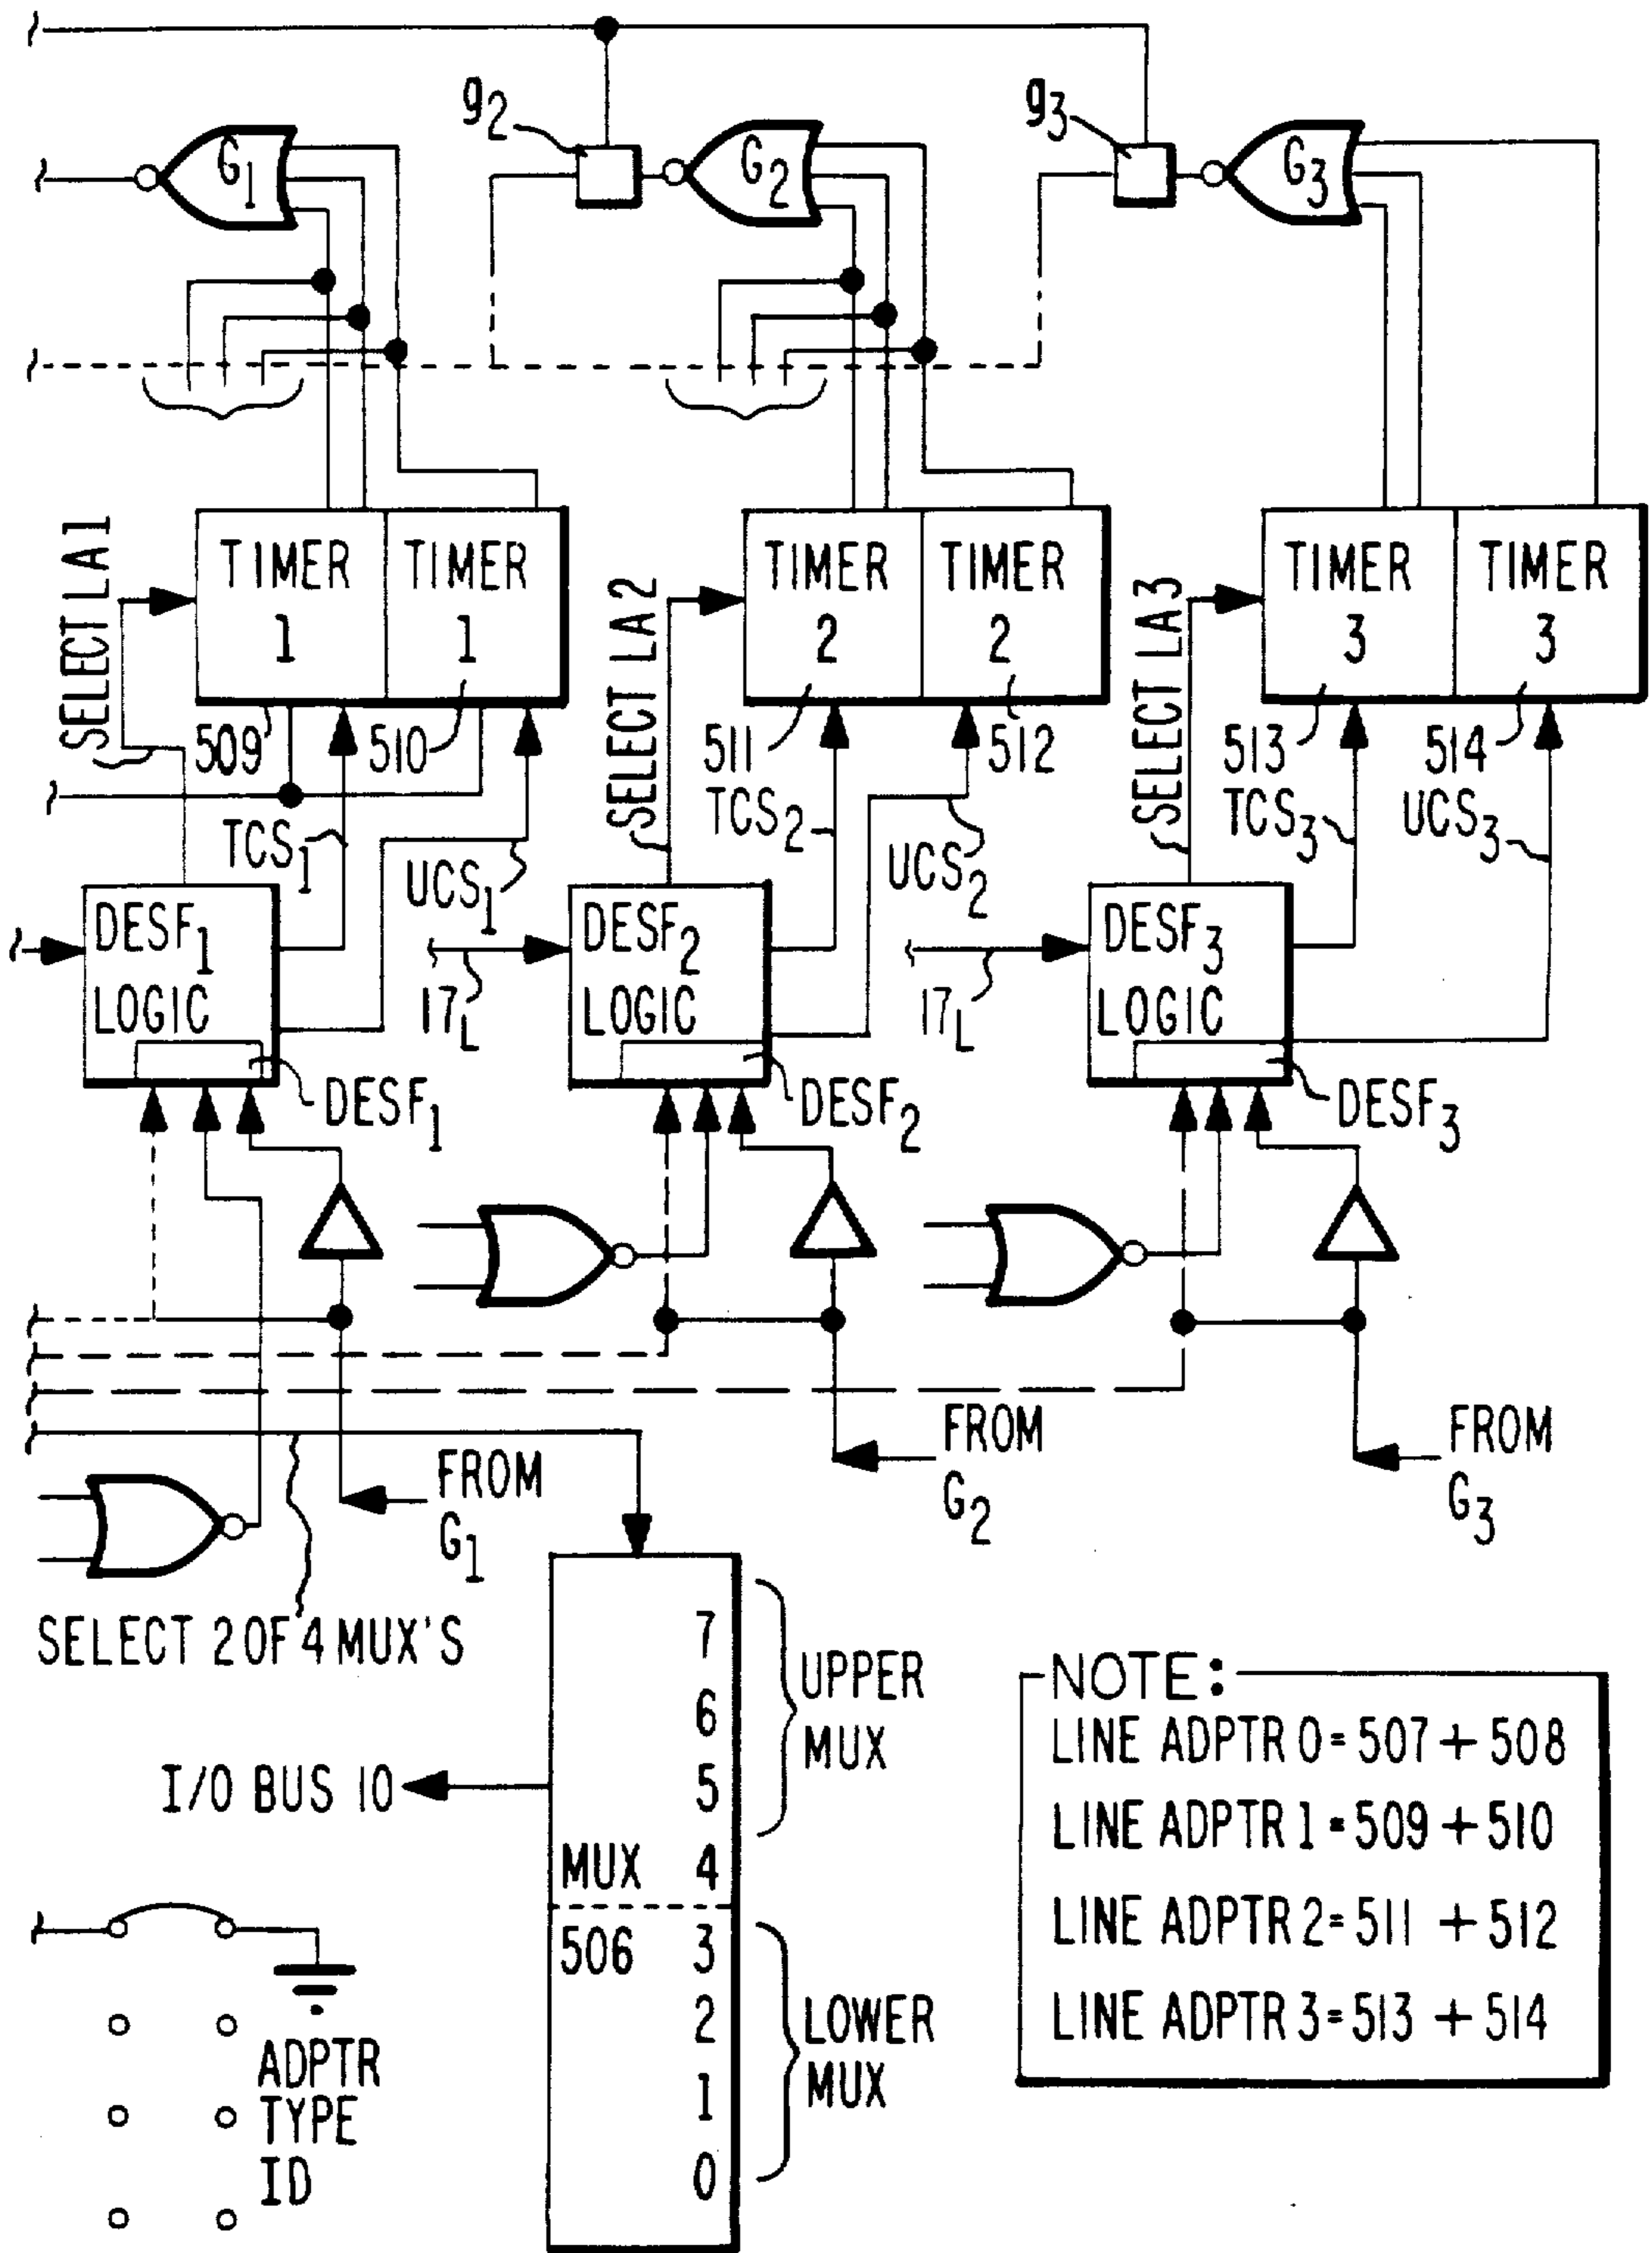 g2
g3
G1
G2
G3
SELECT LA1
TIMER
1
TIMER
1
SELECT LA2
TIMER
2
TIMER
2
SELECT LA3
TIMER
3
TIMER
3
509
510
511
512
513
514
TCS1
UCS1
TCS2
UCS2
TCS3
UCS3
DESF1
LOGIC
17L
DESF2
LOGIC
17L
DESF3
LOGIC
DESF1
DESF2
DESF3
FROM
G1
FROM
G2
FROM
G3
SELECT 2 OF 4 MUX'S
7
6
5
MUX 4
506 3
2
1
0
UPPER
MUX
LOWER
MUX
I/O BUS 10
ADPTR
TYPE
ID
NOTE:
LINE ADPTR 0=507 + 508
LINE ADPTR 1=509 + 510
LINE ADPTR 2=511 + 512
LINE ADPTR 3=513 + 514